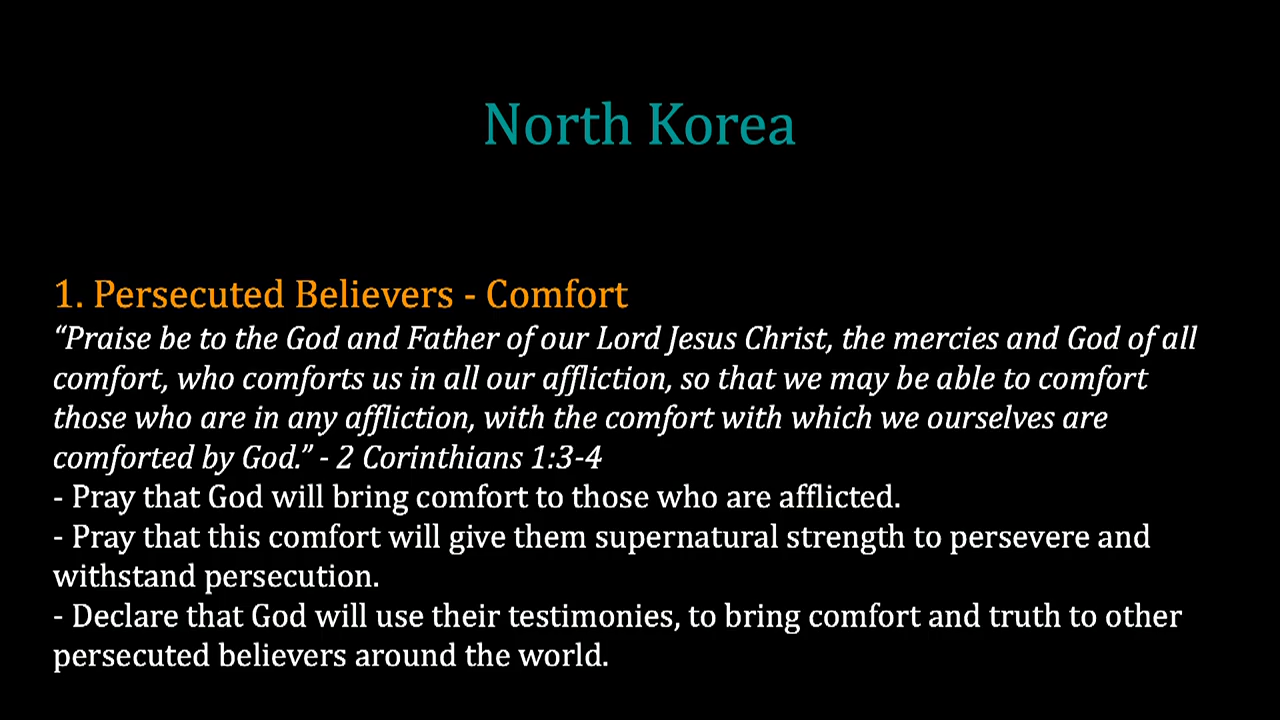 North Korea
1. Persecuted Believers - Comfort
“Praise be to the God and Father of our Lord Jesus Christ, the mercies and God of all
comfort, who comforts us in all our affliction, so that we may be able to comfort
those who are in any affliction, with the comfort with which we ourselves are
comforted by God.” - 2 Corinthians 1:3-4
- Pray that God will bring comfort to those who are afflicted.
- Pray that this comfort will give them supernatural strength to persevere and
withstand persecution.
- Declare that God will use their testimonies, to bring comfort and truth to other
persecuted believers around the world.